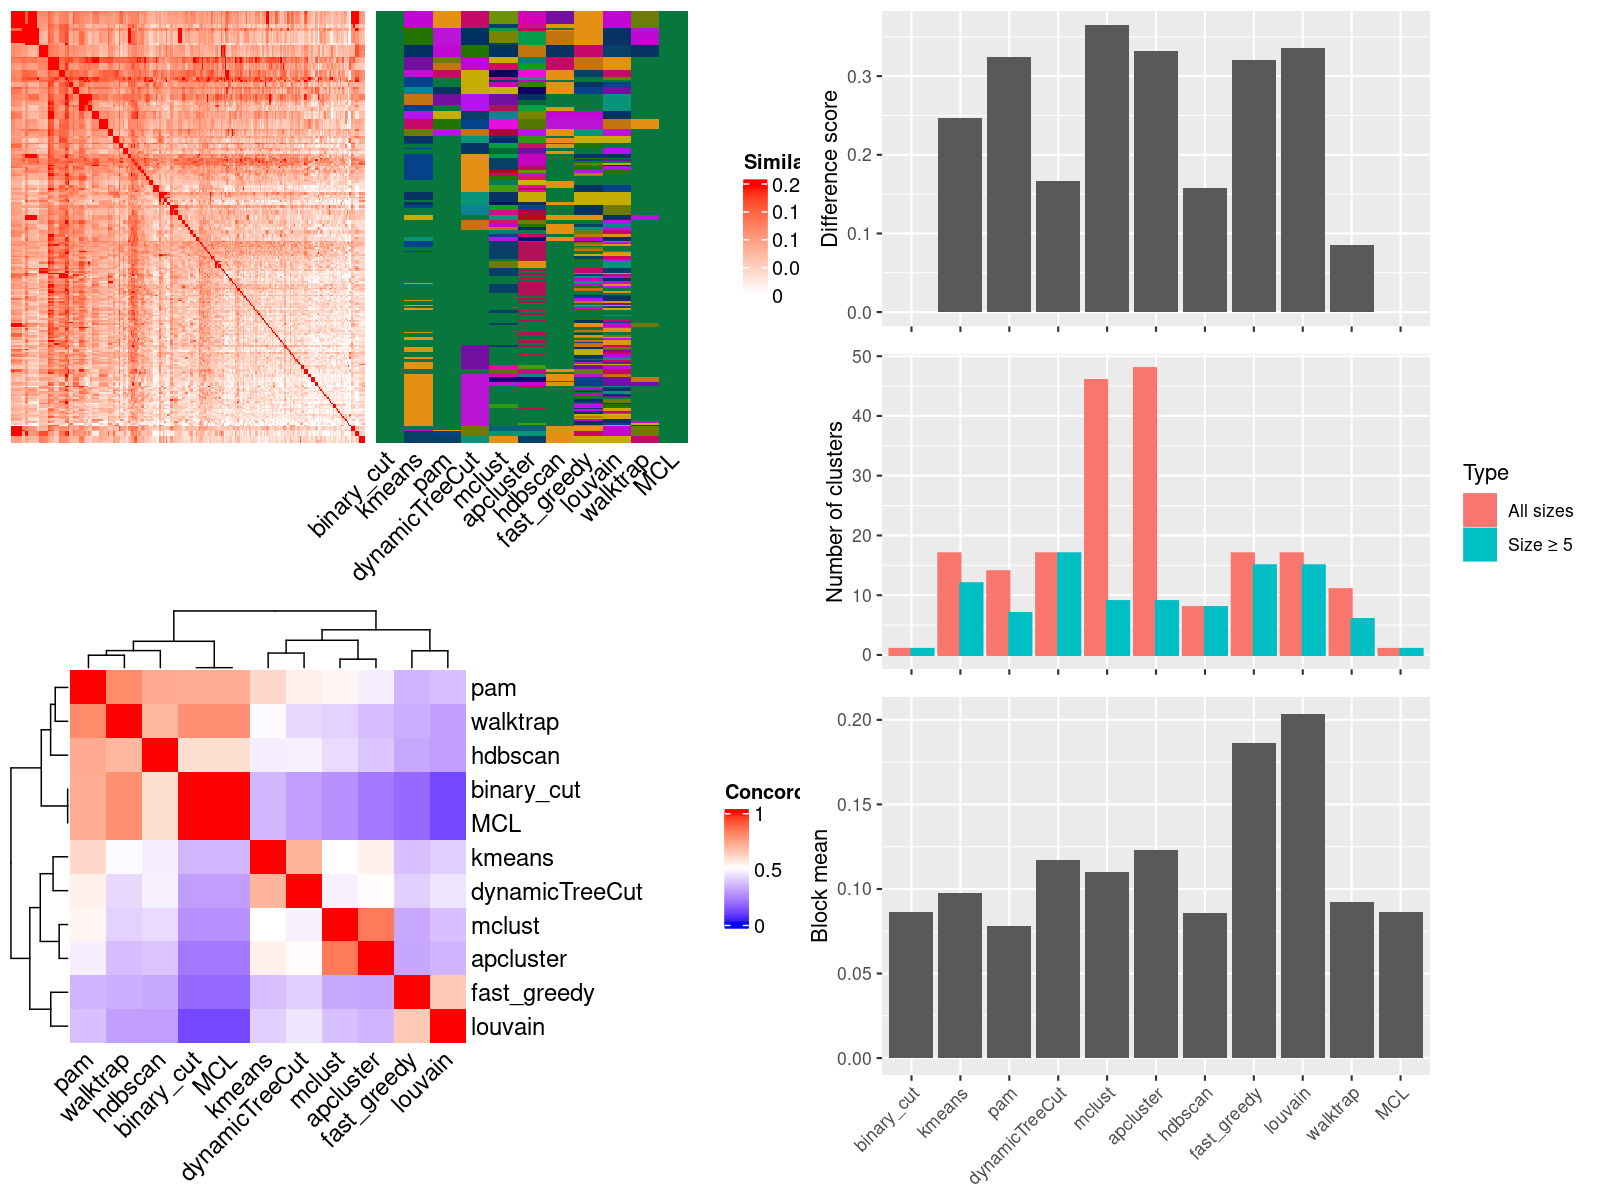 Simila
0.2
0.1
0.1
0.0
0
binary_cut
kmeans
pam
dynamicTreeCut
mclust
apcluster
hdbscan
fast_greedy
louvain
walktrap
MCL
Difference score
0.3
0.2
0.1
0.0
Number of clusters
50
40
30
20
10
0
Type
All sizes
Size ≥ 5
pam
walktrap
hdbscan
binary_cut
MCL
kmeans
dynamicTreeCut
mclust
apcluster
fast_greedy
louvain
pam
walktrap
hdbscan
binary_cut
MCL
kmeans
dynamicTreeCut
mclust
apcluster
fast_greedy
louvain
Concord
1
0.5
0
Block mean
0.20
0.15
0.10
0.05
0.00
binary_cut
kmeans
pam
dynamicTreeCut
mclust
apcluster
hdbscan
fast_greedy
louvain
walktrap
MCL